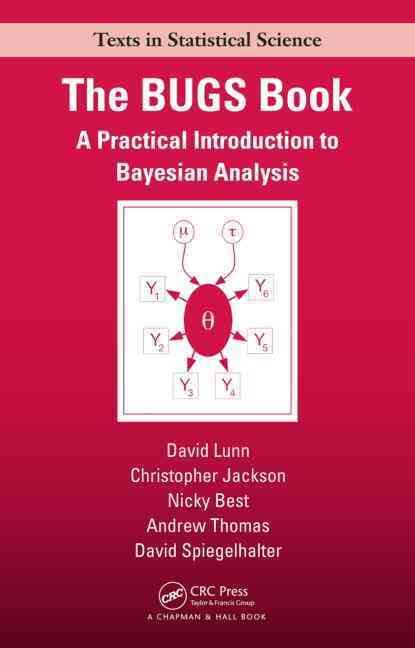 Texts in Statistical Science
The BUGS Book
A Practical Introduction to
Bayesian Analysis
μ τ
Y1 Y6
θ
Y2 Y5
Y3 Y4
David Lunn
Christopher Jackson
Nicky Best
Andrew Thomas
David Spiegelhalter
CRC CRC Press
Taylor & Francis Group
A CHAPMAN & HALL BOOK